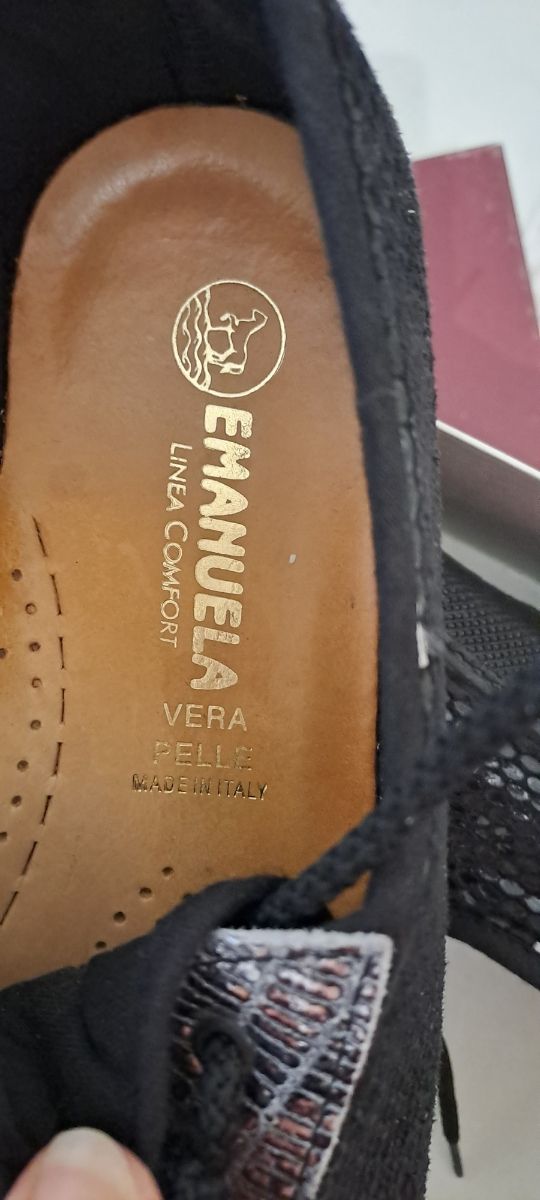 EMANUELA
LINEA COMFORT
VERA
PELLE
MADE IN ITALY